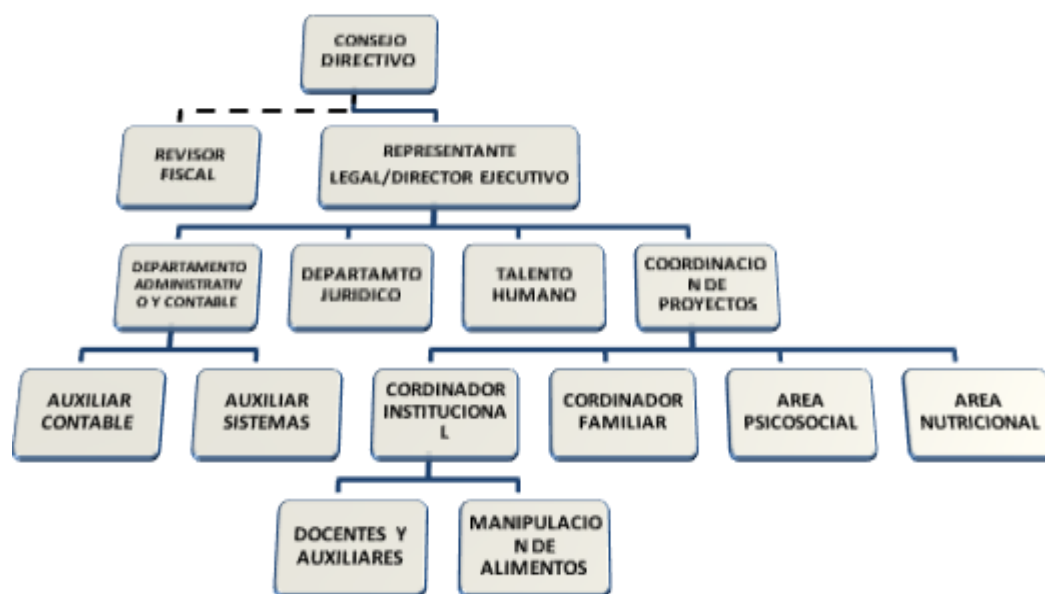 CONSEJO
DIRECTIVO
REVISOR
FISCAL
REPRESENTANTE
LEGAL/DIRECTOR EJECUTIVO
DEPARTAMENTO
ADMINISTRATIV
O Y CONTABLE
DEPARTAMTO
JURIDICO
TALENTO
HUMANO
COORDINACIO
N DE
PROYECTOS
AUXILIAR
CONTABLE
AUXILIAR
SISTEMAS
CORDINADOR
INSTITUCIONA
L
CORDINADOR
FAMILIAR
AREA
PSICOSOCIAL
AREA
NUTRICIONAL
DOCENTES Y
AUXILIARES
MANIPULACIO
N DE
ALIMENTOS